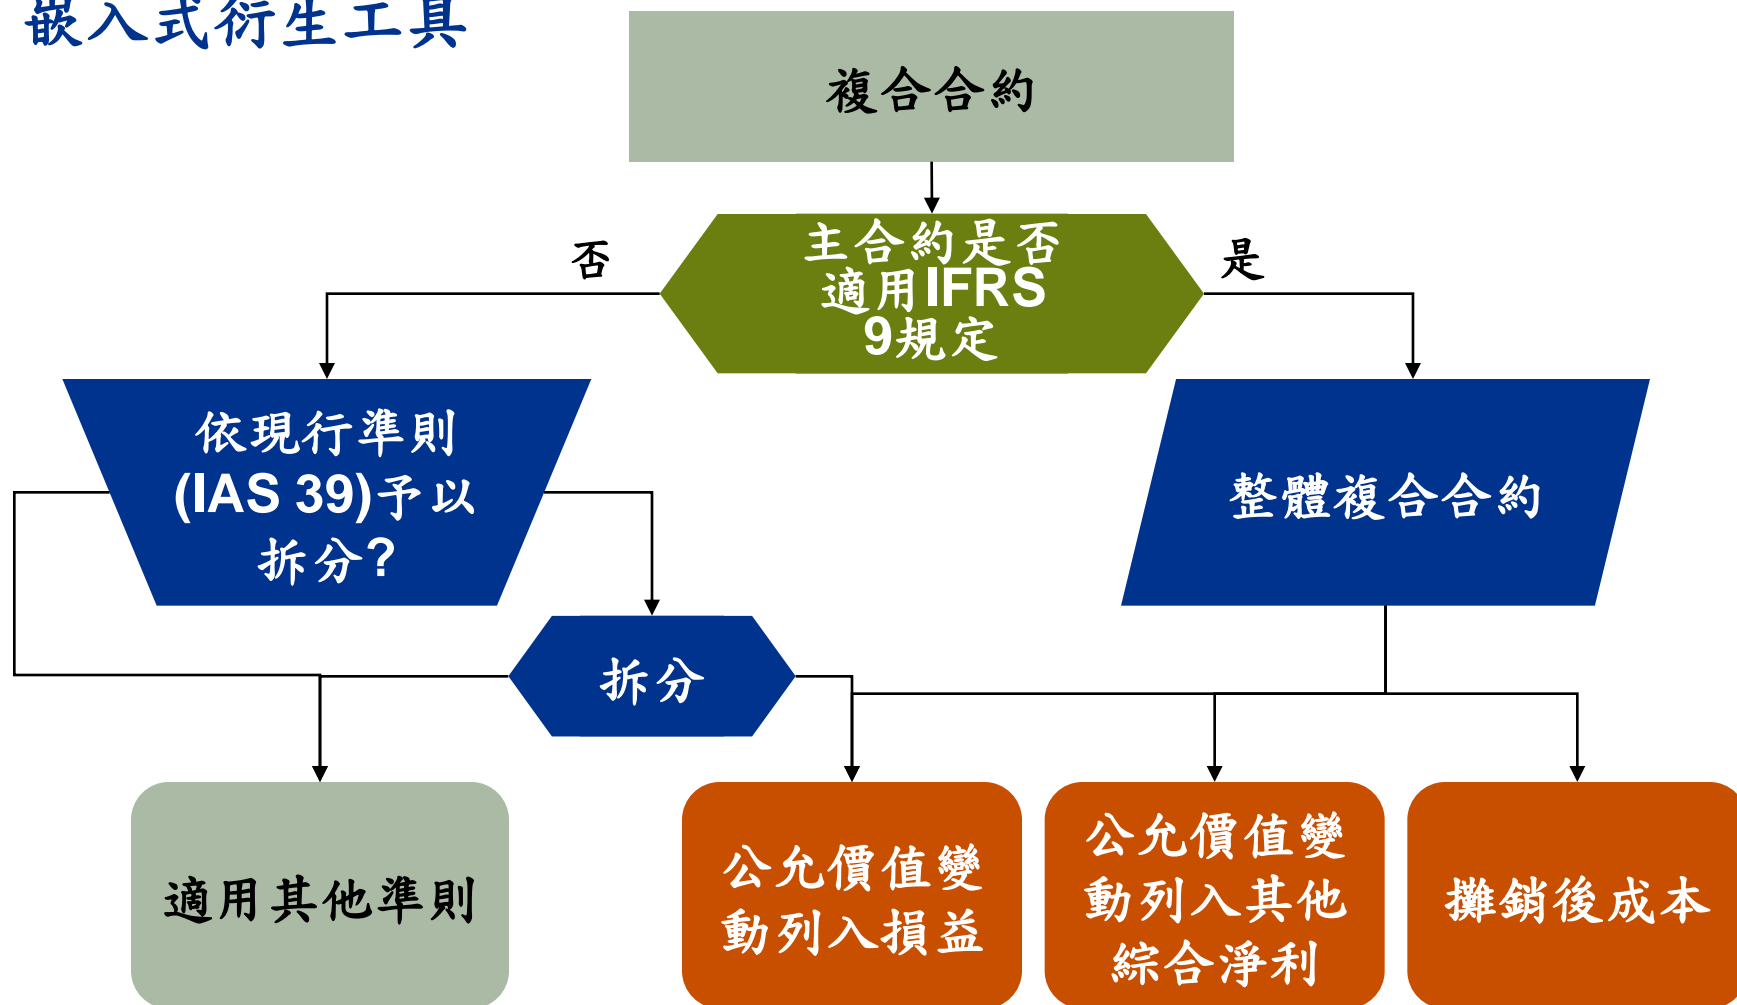 嵌入式衍生工具
複合合約
主合約是否
適用IFRS
9規定
否
是
依現行準則
(IAS 39)予以
拆分?
整體複合合約
拆分
適用其他準則
公允價值變
動列入損益
公允價值變
動列入其他
綜合淨利
攤銷後成本